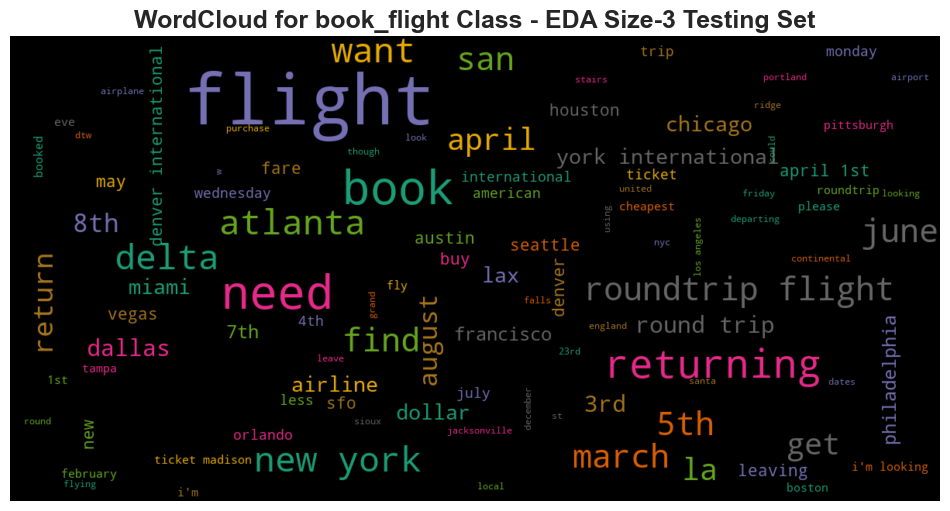 WordCloud for book_flight Class - EDA Size-3 Testing Set
want
san
trip
monday
flight
stairs
portland
airport
airplane
denver international
houston
ridge
eve
dtw
purchase
look
april
chicago
pittsburgh
booked
though
york international
could
fare
may
w
wednesday
book
international
american
ticket
united
cheapest
april 1st
roundtrip
looking
friday
please
8th
atlanta
using
nyc
departing
june
delta
austin
seattle
los angeles
continental
return
miami
need
buy
lax
denver
roundtrip flight
fly
vegas
grand
falls
7th
4th
august
find
francisco
england
round trip
philadelphia
dallas
leave
23rd
returning
tampa
1st
airline
july
december
santa
dates
less
sfo
dollar
3rd
st
5th
round
new
sioux
orlando
jacksonville
get
ticket madison
new york
march
la
leaving
i'm looking
february
flying
i'm
local
boston